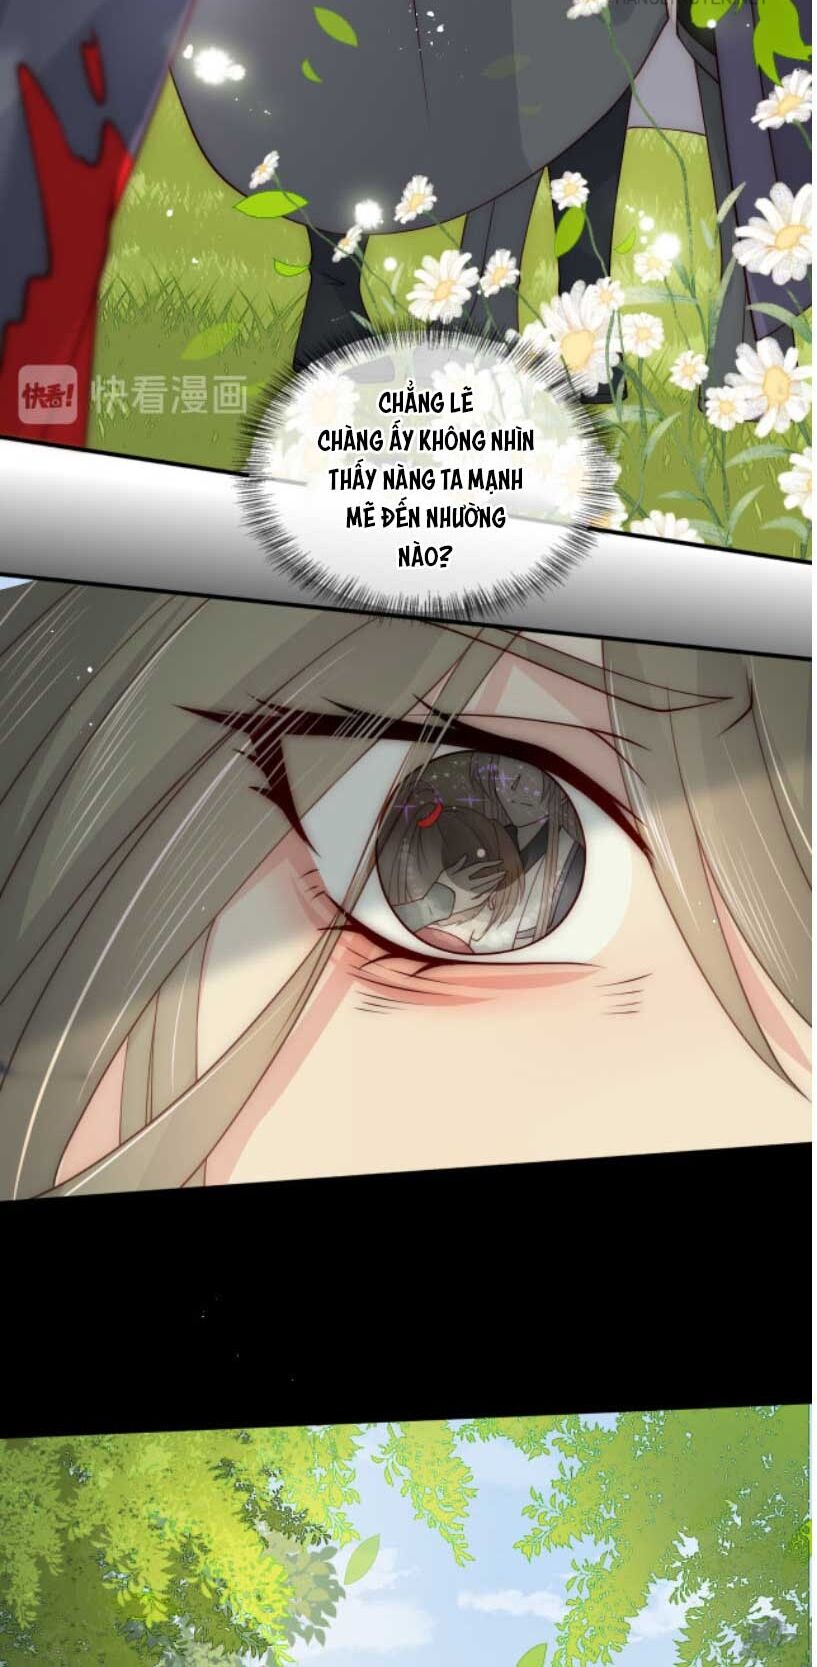 快看! 快看漫画
CHẲNG LẼ
CHÀNG ẤY KHÔNG NHÌN
THẤY NÀNG TA MẠNH
MẼ ĐẾN NHƯỜNG
NÀO?